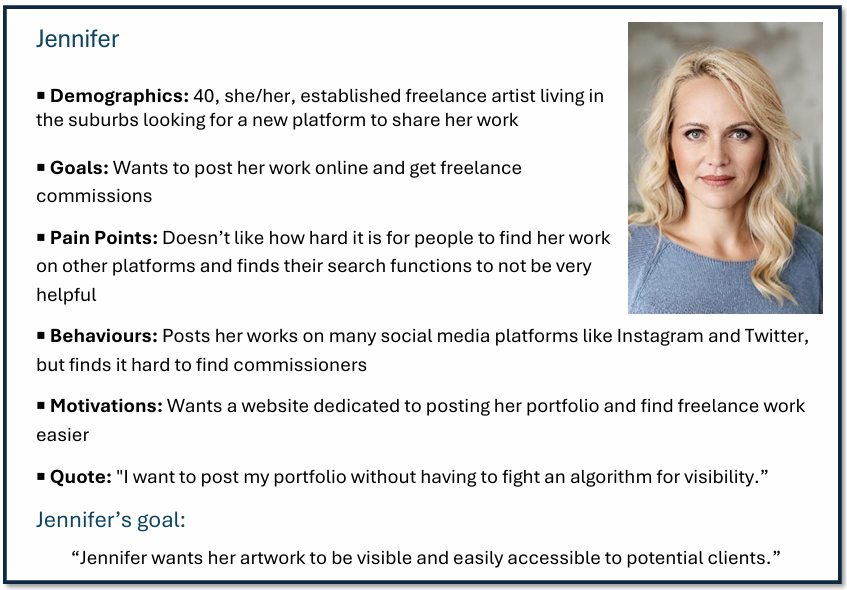 Jennifer
▪ Demographics: 40, she/her, established freelance artist living in
the suburbs looking for a new platform to share her work
▪ Goals: Wants to post her work online and get freelance
commissions
▪ Pain Points: Doesn’t like how hard it is for people to find her work
on other platforms and finds their search functions to not be very
helpful
▪ Behaviours: Posts her works on many social media platforms like Instagram and Twitter,
but finds it hard to find commissioners
▪ Motivations: Wants a website dedicated to posting her portfolio and find freelance work
easier
▪ Quote: "I want to post my portfolio without having to fight an algorithm for visibility.”
Jennifer’s goal:
“Jennifer wants her artwork to be visible and easily accessible to potential clients.”